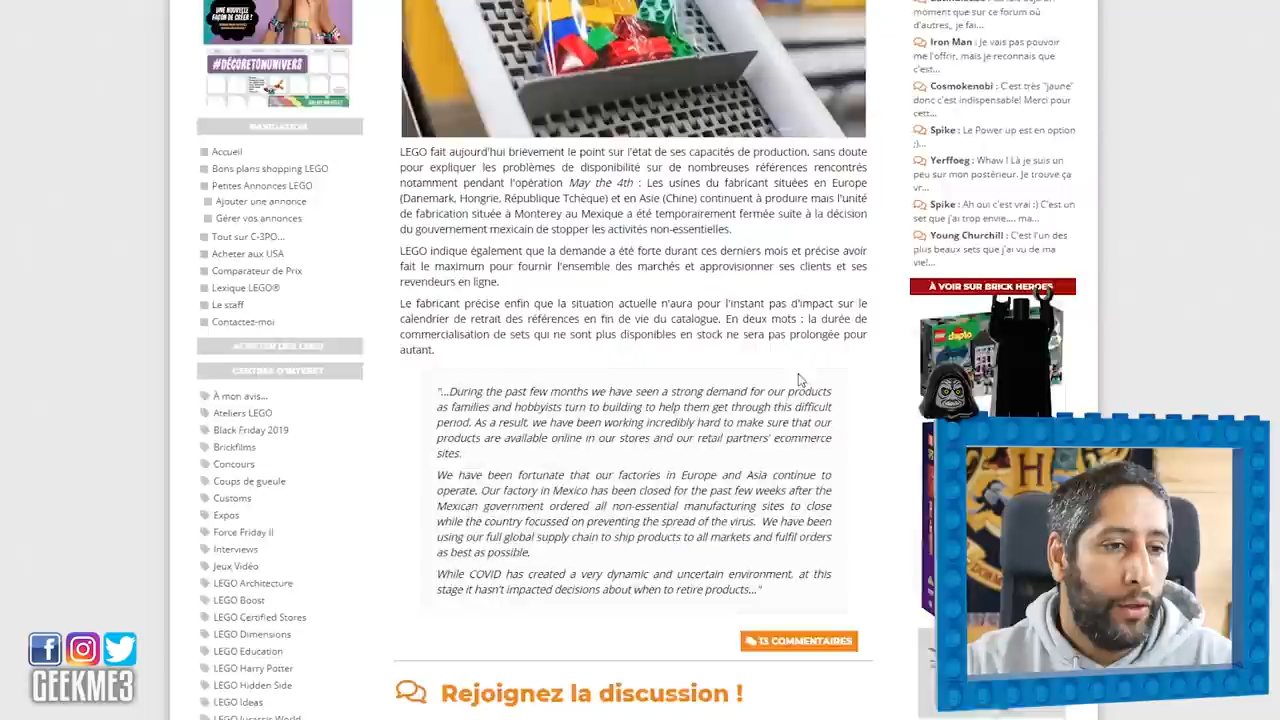 UNE NOUVELLE
FAÇON DE CRÉER !
#DÉCORETONUNIVERS
NAVIGATION
Accueil
Bons plans shopping LEGO
Petites Annonces LEGO
Ajouter une annonce
Gérer vos annonces
Tout sur C-3PO...
Acheter aux USA
Comparateur de Prix
Lexique LEGO®
Le staff
Contactez-moi
CENTRES D'INTERET
À mon avis...
Ateliers LEGO
Black Friday 2019
Brickfilms
Concours
Coups de gueule
Customs
Expos
Force Friday II
Interviews
Jeux Vidéo
LEGO Architecture
LEGO Boost
LEGO Certified Stores
LEGO Dimensions
LEGO Education
LEGO Harry Potter
LEGO Hidden Side
LEGO Ideas
LEGO Jurassic World
LEGO fait aujourd'hui brièvement le point sur l'état de ses capacités de production, sans doute
pour expliquer les problèmes de disponibilité sur de nombreuses références rencontrés
notamment pendant l'opération May the 4th : Les usines du fabricant situées en Europe
(Danemark, Hongrie, République Tchèque) et en Asie (Chine) continuent à produire mais l'unité
de fabrication située à Monterey au Mexique a été temporairement fermée suite à la décision
du gouvernement mexicain de stopper les activités non-essentielles.
LEGO indique également que la demande a été forte durant ces derniers mois et précise avoir
fait le maximum pour fournir l'ensemble des marchés et approvisionner ses clients et ses
revendeurs en ligne.
Le fabricant précise enfin que la situation actuelle n'aura pour l'instant pas d'impact sur le
calendrier de retrait des références en fin de vie du catalogue. En deux mots : la durée de
commercialisation de sets qui ne sont plus disponibles en stock ne sera pas prolongée pour
autant.
"...During the past few months we have seen a strong demand for our products
as families and hobbyists turn to building to help them get through this difficult
period. As a result, we have been working incredibly hard to make sure that our
products are available online in our stores and our retail partners' ecommerce
sites.
We have been fortunate that our factories in Europe and Asia continue to
operate. Our factory in Mexico has been closed for the past few weeks after the
Mexican government ordered all non-essential manufacturing sites to close
while the country focussed on preventing the spread of the virus. We have been
using our full global supply chain to ship products to all markets and fulfil orders
as best as possible.
While COVID has created a very dynamic and uncertain environment, at this
stage it hasn't impacted decisions about when to retire products..."
13 COMMENTAIRES
Rejoignez la discussion !
moment que sur ce forum où
d'autres,, je fai...
Iron Man : Je vais pas pouvoir
me l'offrir, mais je reconnais que
c'est...
Cosmokenobi : C'est très "jaune"
donc c'est indispensable! Merci pour
cett...
Spike : Le Power up est en option
;)...
Yerffoeg : Whaw ! Là je suis un
peu sur mon postérieur. Je trouve ça
vr...
Spike : Ah oui c'est vrai :) C'est un
set que j'ai trop envie.... ma...
Young Churchill : C'est l'un des
plus beaux sets que j'ai vu de ma
vie!...
À VOIR SUR BRICK HEROES
LEGO duplo
GEEKME3